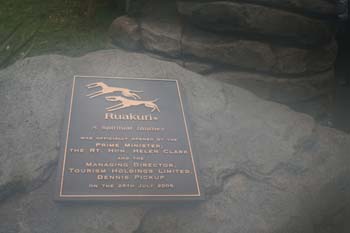 Ruakuri
A Spiritual Journey
WAS OFFICIALLY OPENED BY THE
PRIME MINISTER,
THE RT. HON. HELEN CLARK
AND THE
MANAGING DIRECTOR,
TOURISM HOLDINGS LIMITED,
DENNIS PICKUP
ON THE 25TH JULY 2005